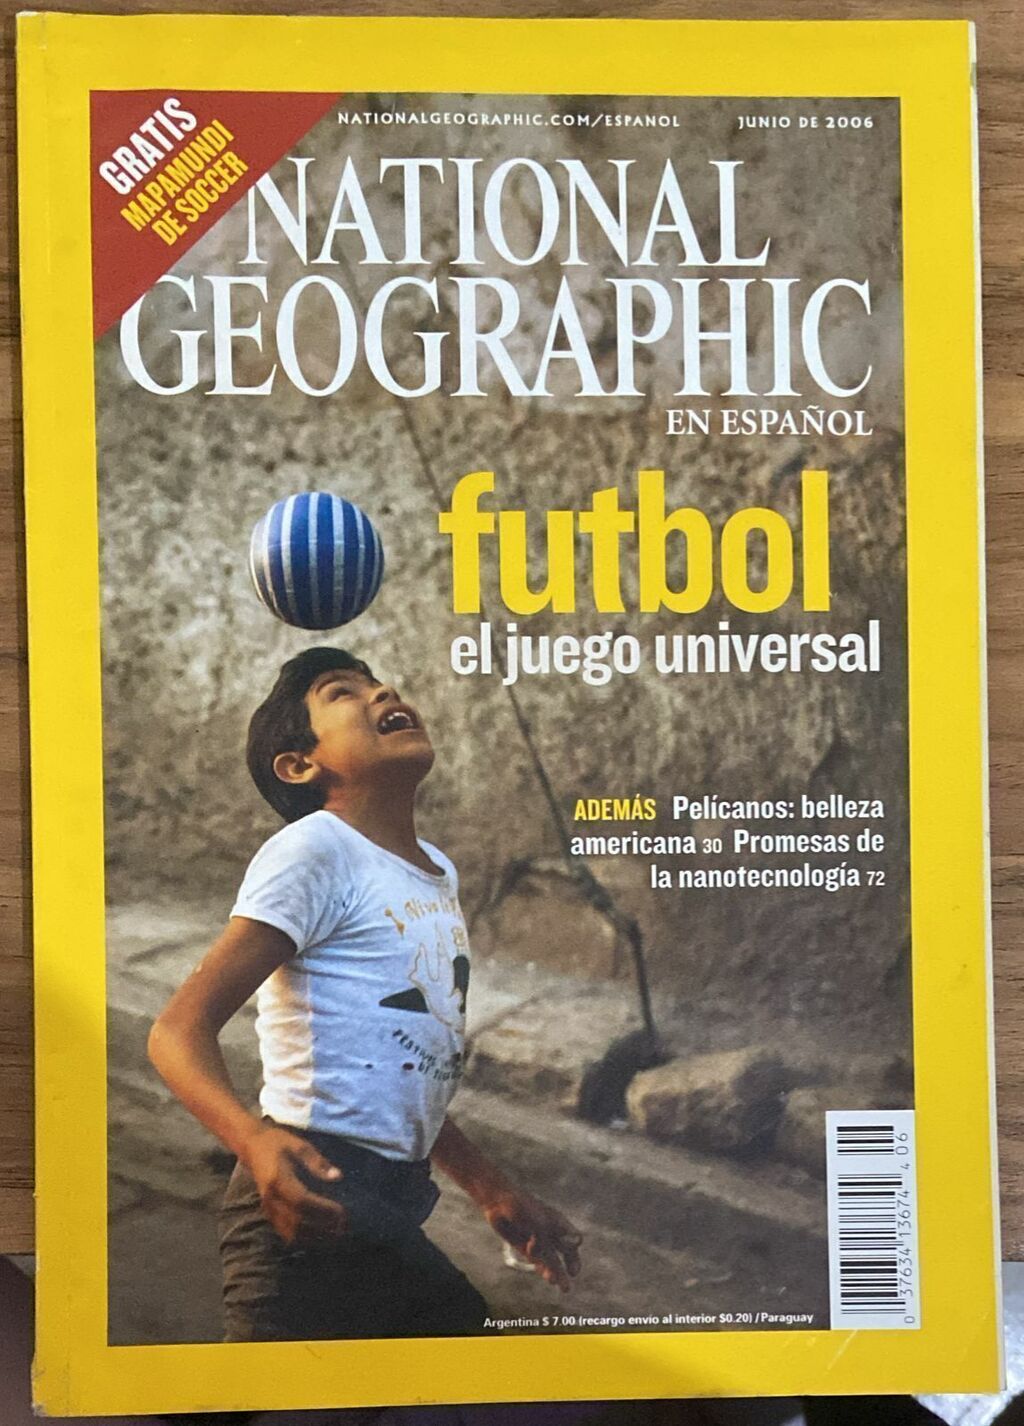 GRATIS
MAPAMUNDI
DE SOCCER
NATIONALGEOGRAPHIC.COM/ESPANOL
JUNIO DE 2006
NATIONAL
GEOGRAPHIC
EN ESPAÑOL
futbol
el juego universal
ADEMÁS Pelícanos: belleza
americana 30 Promesas de
la nanotecnología 72
Argentina $ 7.00 (recargo envío al interior $0.20) / Paraguay
0 37634 13674 4 06